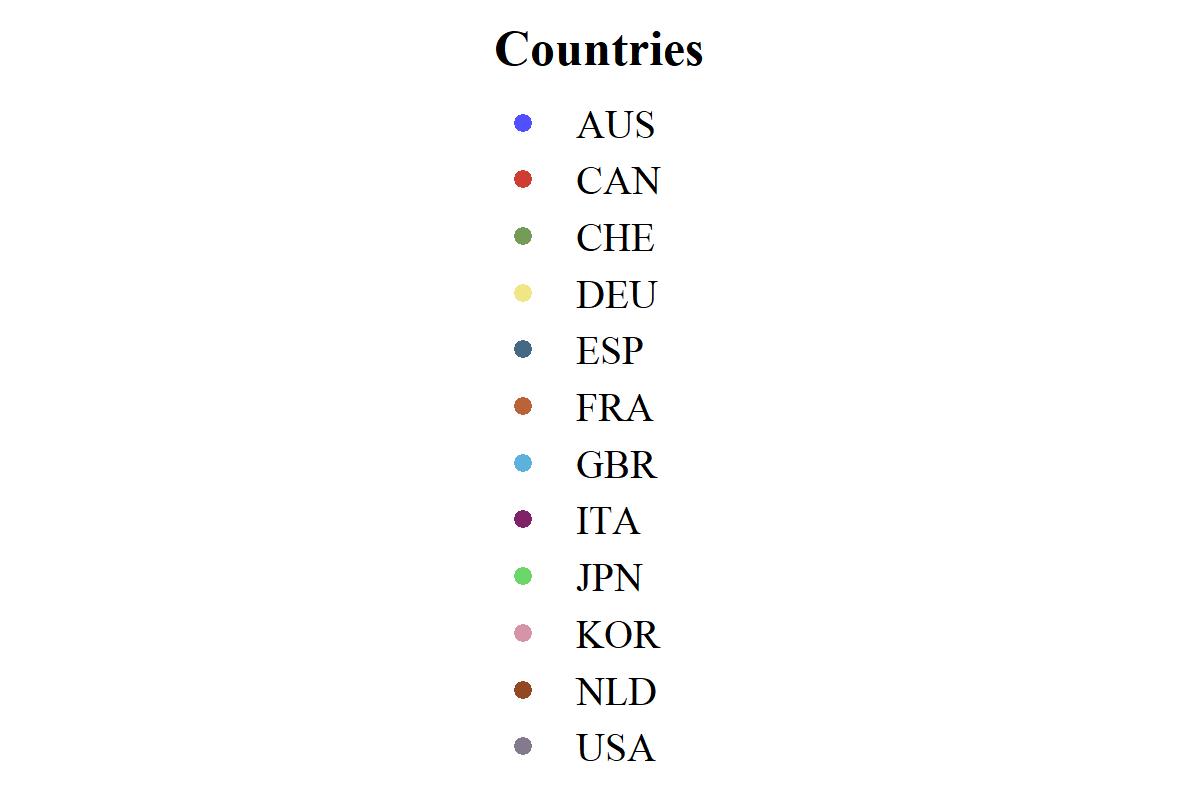 Countries
AUS
CAN
CHE
DEU
ESP
FRA
GBR
ITA
JPN
KOR
NLD
USA